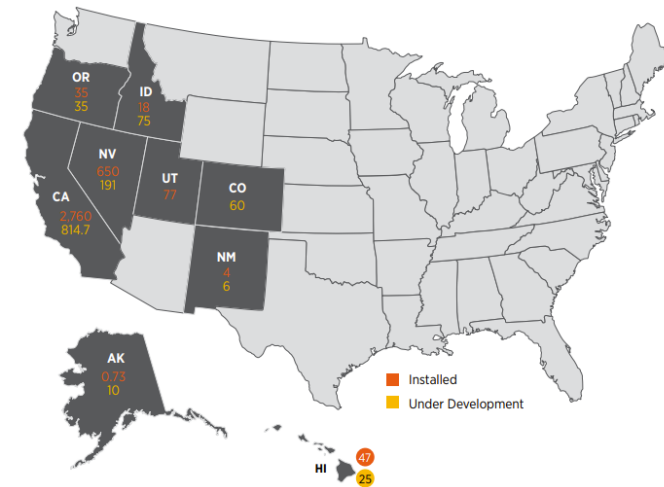 OR
35
35
ID
18
75
NV
650
191
UT
77
CO
60
CA
2,760
814.7
NM
4
6
AK
0.73
10
Installed
Under Development
HI
47
25